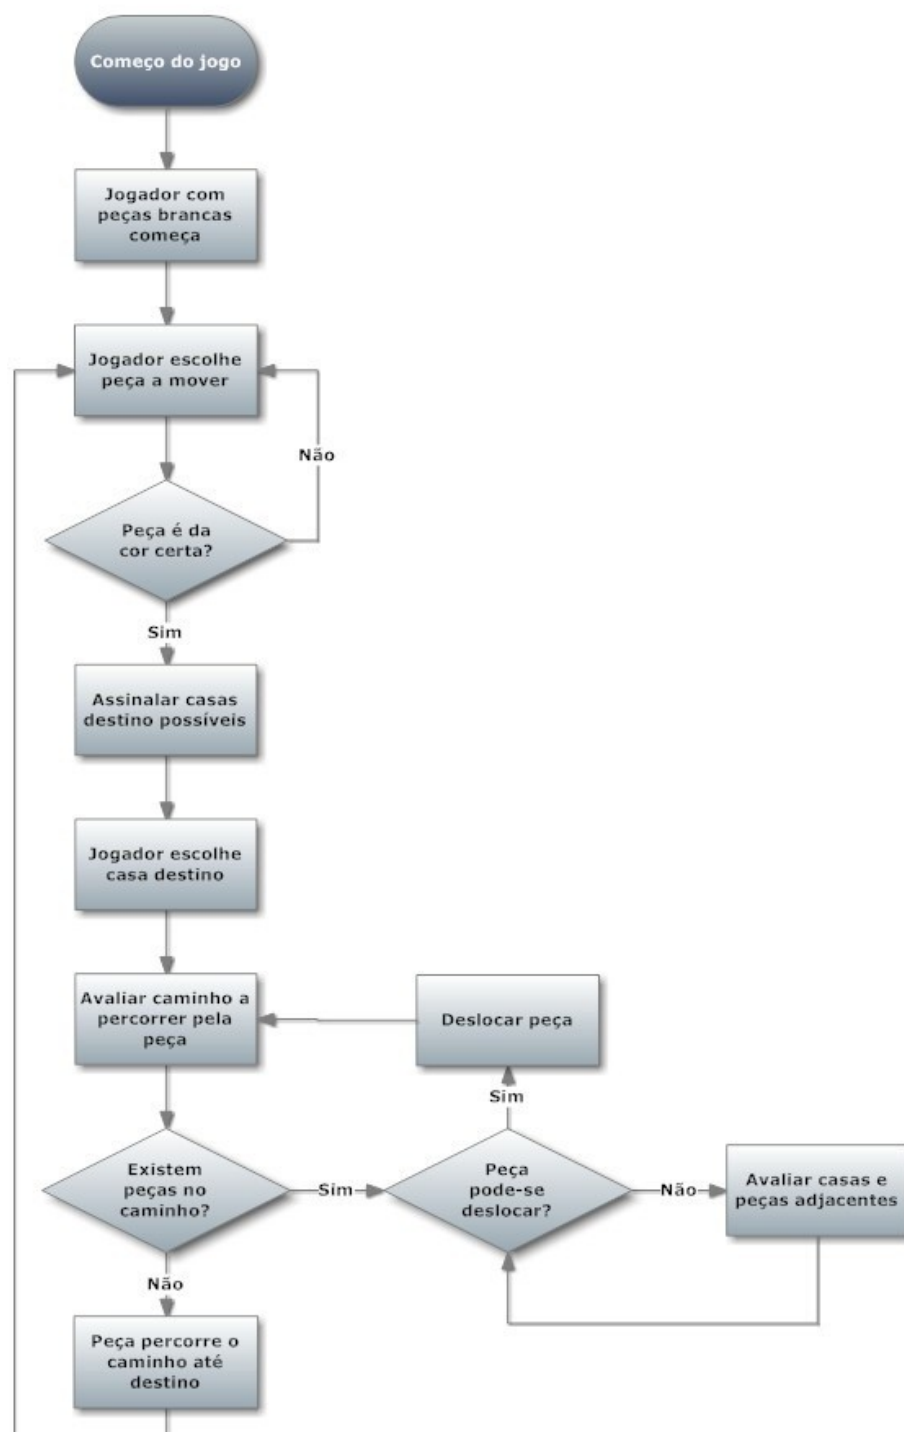 Começo do jogo
Jogador com
peças brancas
começa
Jogador escolhe
peça a mover
Não
Peça é da
cor certa?
Sim
Assinalar casas
destino possíveis
Jogador escolhe
casa destino
Avaliar caminho a
percorrer pela
peça
Deslocar peça
Sim
Existem
peças no
caminho?
Sim
Peça
pode-se
deslocar?
Não
Avaliar casas e
peças adjacentes
Não
Peça percorre o
caminho até
destino